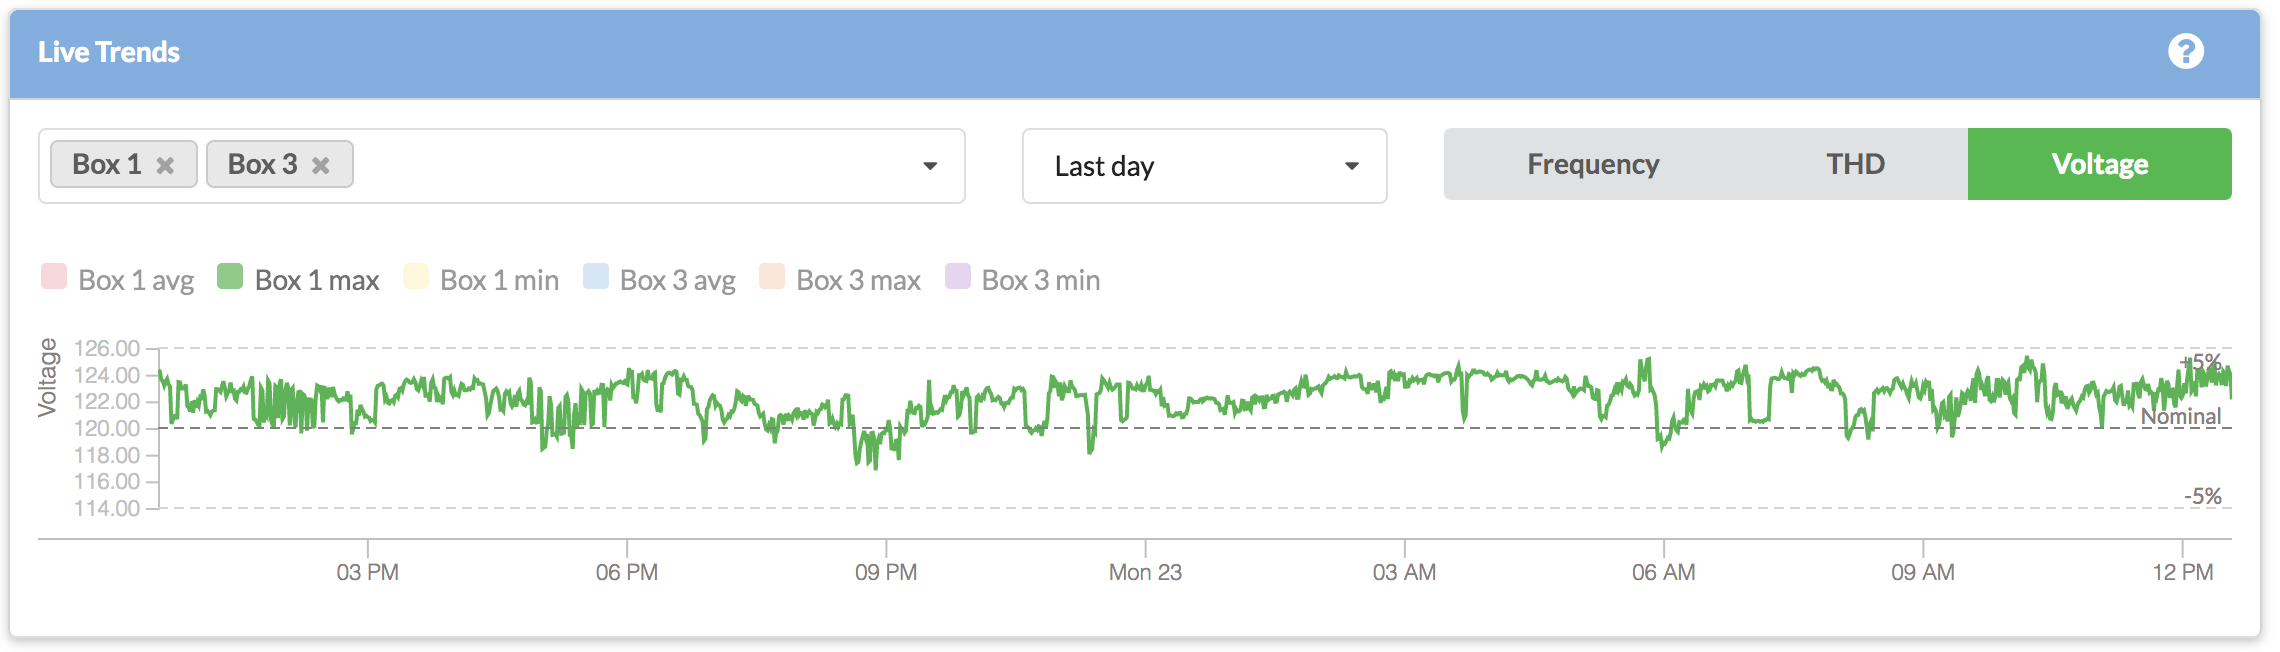 Live Trends
?
Box 1 × Box 3 × Last day Frequency THD Voltage
Box 1 avg Box 1 max Box 1 min Box 3 avg Box 3 max Box 3 min
Voltage
126.00
+5%
124.00
122.00
Nominal
120.00
118.00
116.00
-5%
114.00
03 PM 06 PM 09 PM Mon 23 03 AM 06 AM 09 AM 12 PM